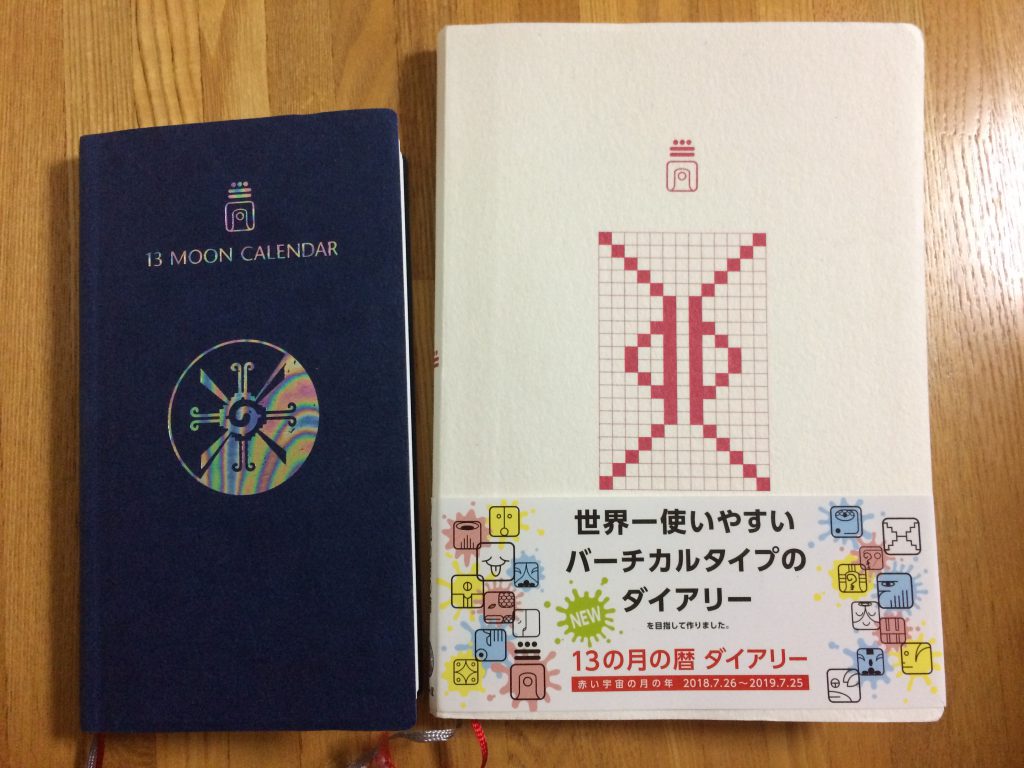 13 MOON CALENDAR
世界一使いやすい
バーチカルタイプの
ダイアリー
NEW
を目指して作りました。
13の月の暦 ダイアリー
赤い宇宙の月の年 2018.7.26~2019.7.25